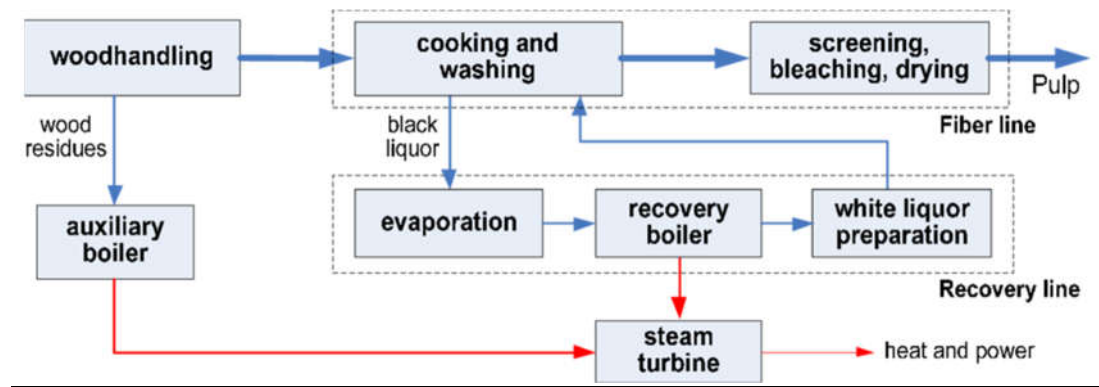 woodhandling
cooking and
washing
screening,
bleaching, drying
Pulp
Fiber line
wood
residues
black
liquor
auxiliary
boiler
evaporation
recovery
boiler
white liquor
preparation
Recovery line
steam
turbine
heat and power